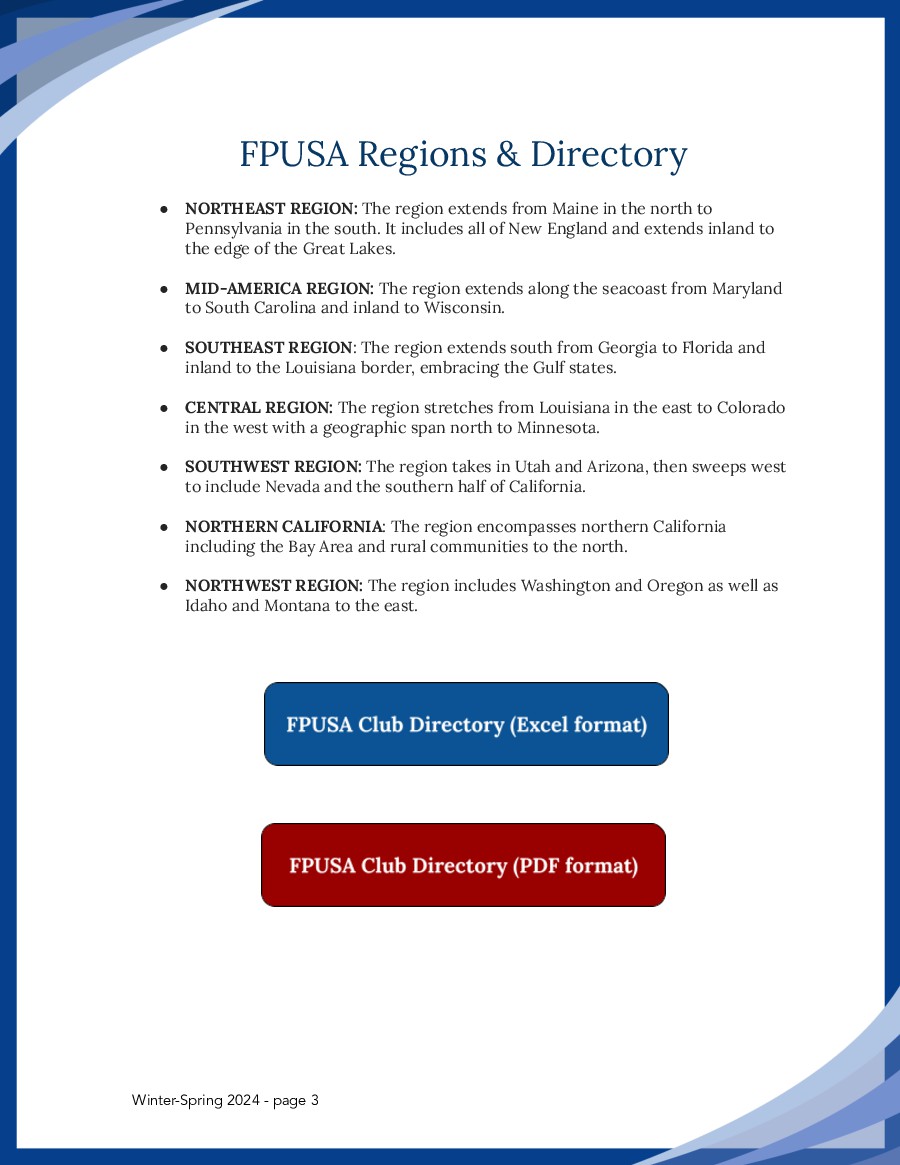 FPUSA Regions & Directory
● NORTHEAST REGION: The region extends from Maine in the north to
Pennsylvania in the south. It includes all of New England and extends inland to
the edge of the Great Lakes.
● MID-AMERICA REGION: The region extends along the seacoast from Maryland
to South Carolina and inland to Wisconsin.
● SOUTHEAST REGION: The region extends south from Georgia to Florida and
inland to the Louisiana border, embracing the Gulf states.
● CENTRAL REGION: The region stretches from Louisiana in the east to Colorado
in the west with a geographic span north to Minnesota.
● SOUTHWEST REGION: The region takes in Utah and Arizona, then sweeps west
to include Nevada and the southern half of California.
● NORTHERN CALIFORNIA: The region encompasses northern California
including the Bay Area and rural communities to the north.
● NORTHWEST REGION: The region includes Washington and Oregon as well as
Idaho and Montana to the east.
FPUSA Club Directory (Excel format)
FPUSA Club Directory (PDF format)
Winter-Spring 2024 - page 3